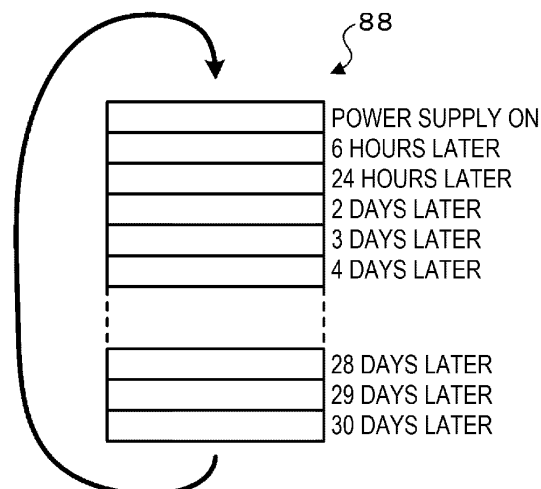 88
POWER SUPPLY ON
6 HOURS LATER
24 HOURS LATER
2 DAYS LATER
3 DAYS LATER
4 DAYS LATER
28 DAYS LATER
29 DAYS LATER
30 DAYS LATER